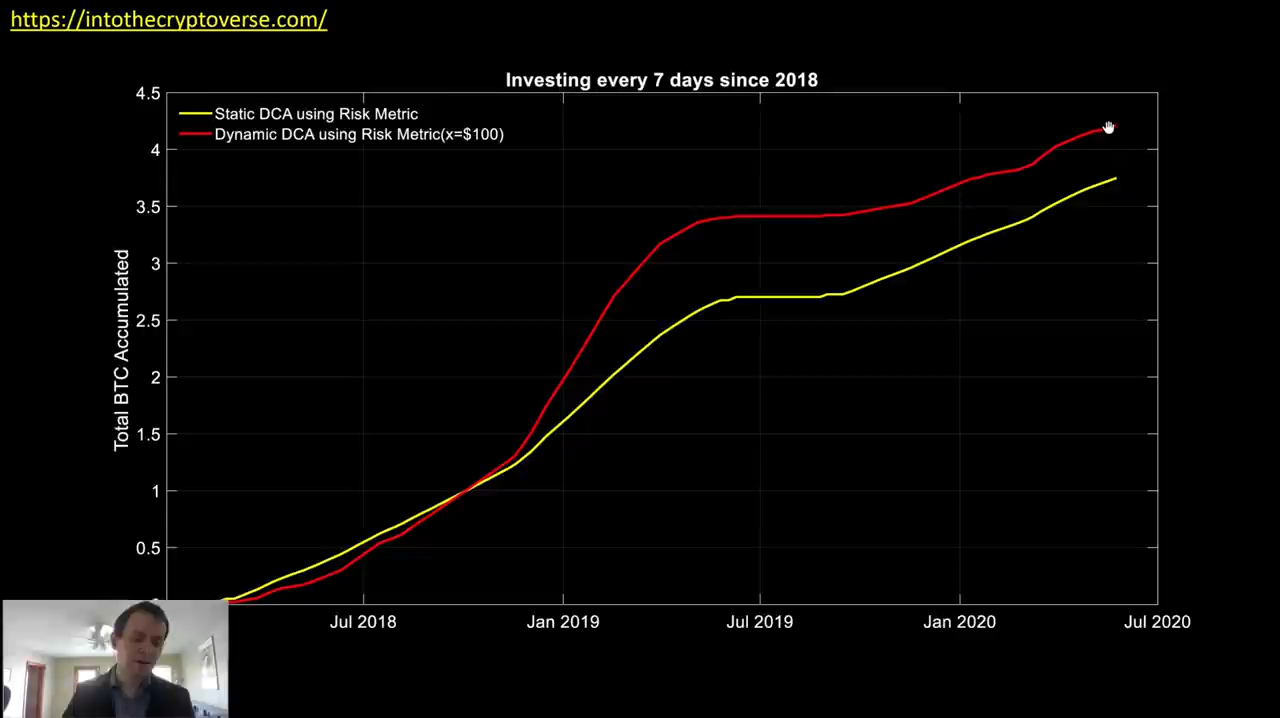 https://intothecryptoverse.com/
Investing every 7 days since 2018
Static DCA using Risk Metric
Dynamic DCA using Risk Metric(x=$100)
Total BTC Accumulated
4.5
4
3.5
3
2.5
2
1.5
1
0.5
Jul 2018
Jan 2019
Jul 2019
Jan 2020
Jul 2020